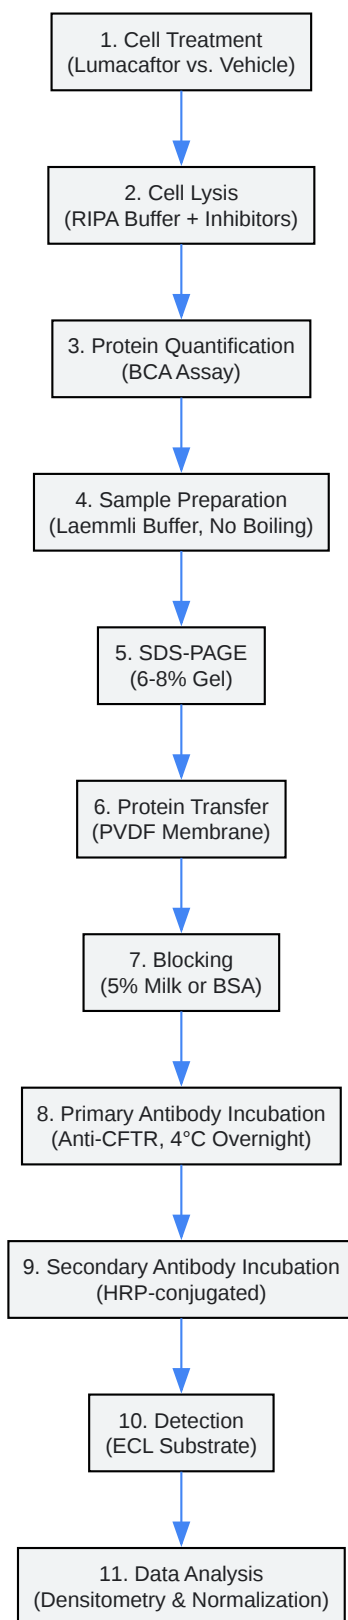 1. Cell Treatment
(Lumacaftor vs. Vehicle)
2. Cell Lysis
(RIPA Buffer + Inhibitors)
3. Protein Quantification
(BCA Assay)
4. Sample Preparation
(Laemmli Buffer, No Boiling)
5. SDS-PAGE
(6-8% Gel)
6. Protein Transfer
(PVDF Membrane)
7. Blocking
(5% Milk or BSA)
8. Primary Antibody Incubation
(Anti-CFTR, 4°C Overnight)
9. Secondary Antibody Incubation
(HRP-conjugated)
10. Detection
(ECL Substrate)
11. Data Analysis
(Densitometry & Normalization)